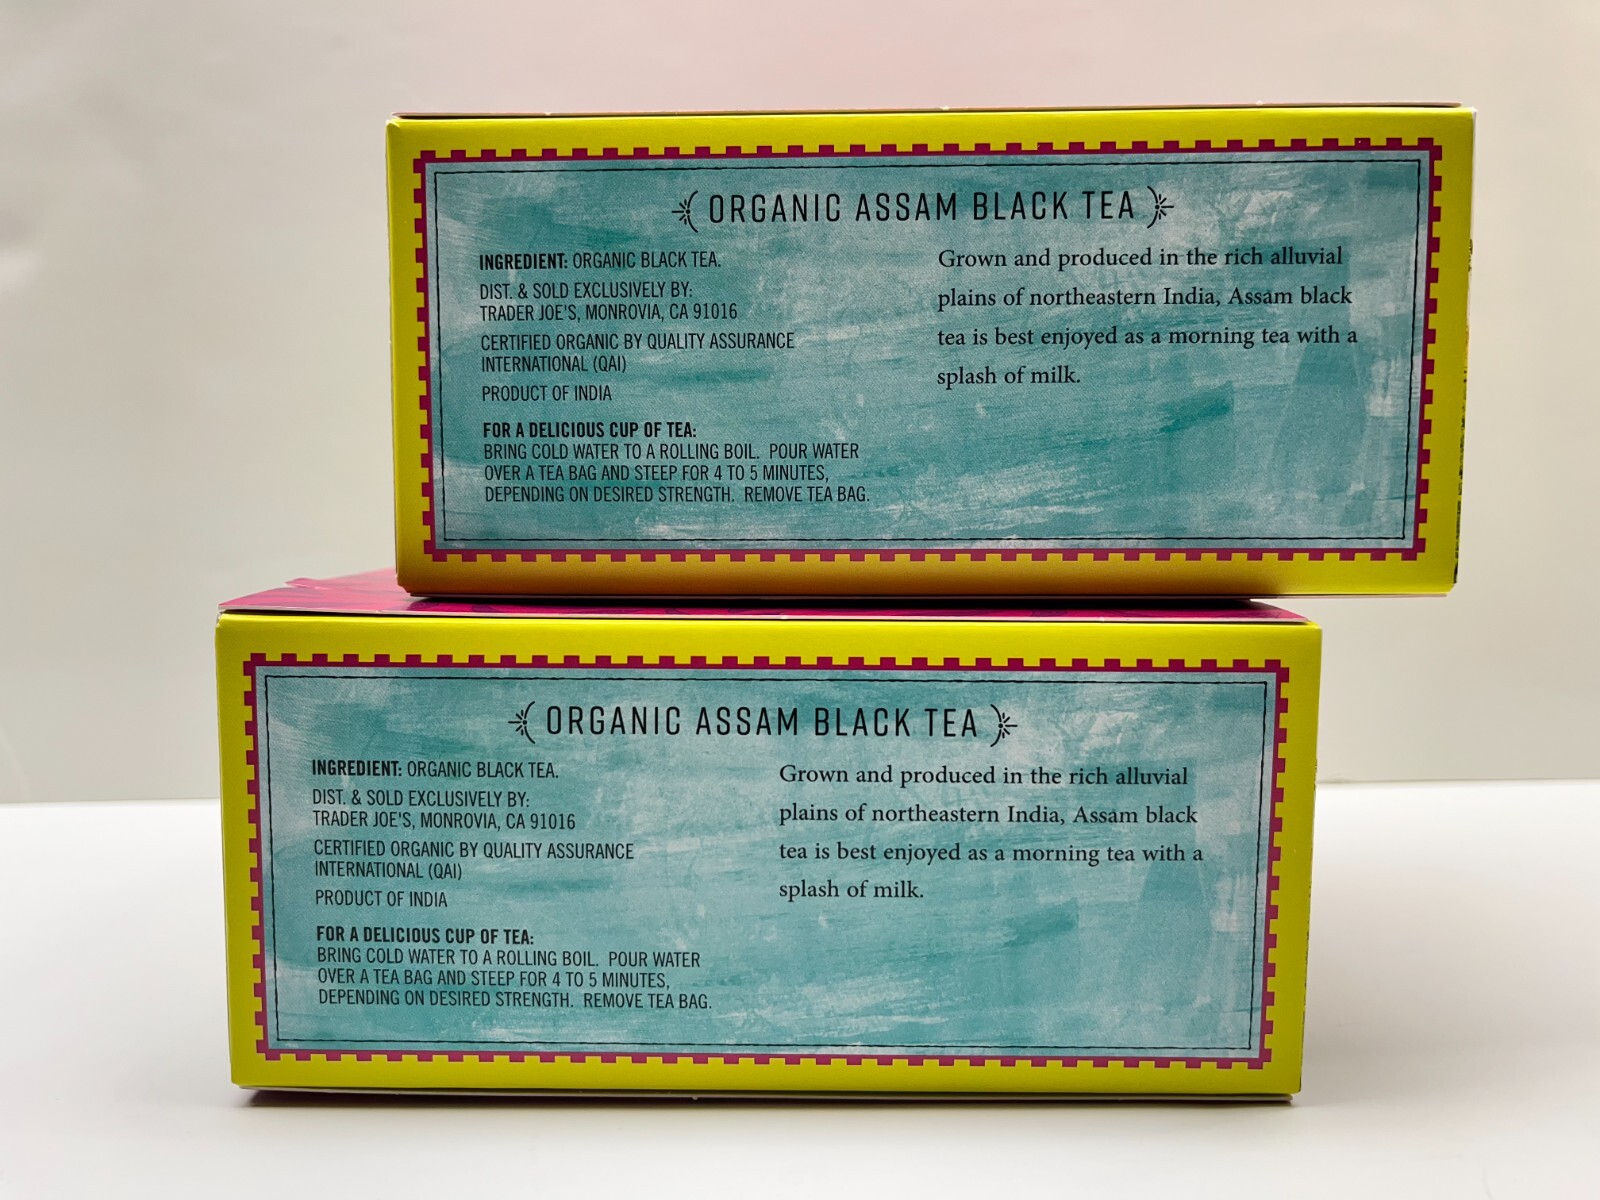 ORGANIC ASSAM BLACK TEA
INGREDIENT: ORGANIC BLACK TEA.
DIST. & SOLD EXCLUSIVELY BY:
TRADER JOE'S, MONROVIA, CA 91016
CERTIFIED ORGANIC BY QUALITY ASSURANCE
INTERNATIONAL (QAI)
PRODUCT OF INDIA
FOR A DELICIOUS CUP OF TEA:
BRING COLD WATER TO A ROLLING BOIL. POUR WATER
OVER A TEA BAG AND STEEP FOR 4 TO 5 MINUTES,
DEPENDING ON DESIRED STRENGTH. REMOVE TEA BAG.
Grown and produced in the rich alluvial
plains of northeastern India, Assam black
tea is best enjoyed as a morning tea with a
splash of milk.
ORGANIC ASSAM BLACK TEA
INGREDIENT: ORGANIC BLACK TEA.
DIST. & SOLD EXCLUSIVELY BY:
TRADER JOE'S, MONROVIA, CA 91016
CERTIFIED ORGANIC BY QUALITY ASSURANCE
INTERNATIONAL (QAI)
PRODUCT OF INDIA
FOR A DELICIOUS CUP OF TEA:
BRING COLD WATER TO A ROLLING BOIL. POUR WATER
OVER A TEA BAG AND STEEP FOR 4 TO 5 MINUTES,
DEPENDING ON DESIRED STRENGTH. REMOVE TEA BAG.
Grown and produced in the rich alluvial
plains of northeastern India, Assam black
tea is best enjoyed as a morning tea with a
splash of milk.